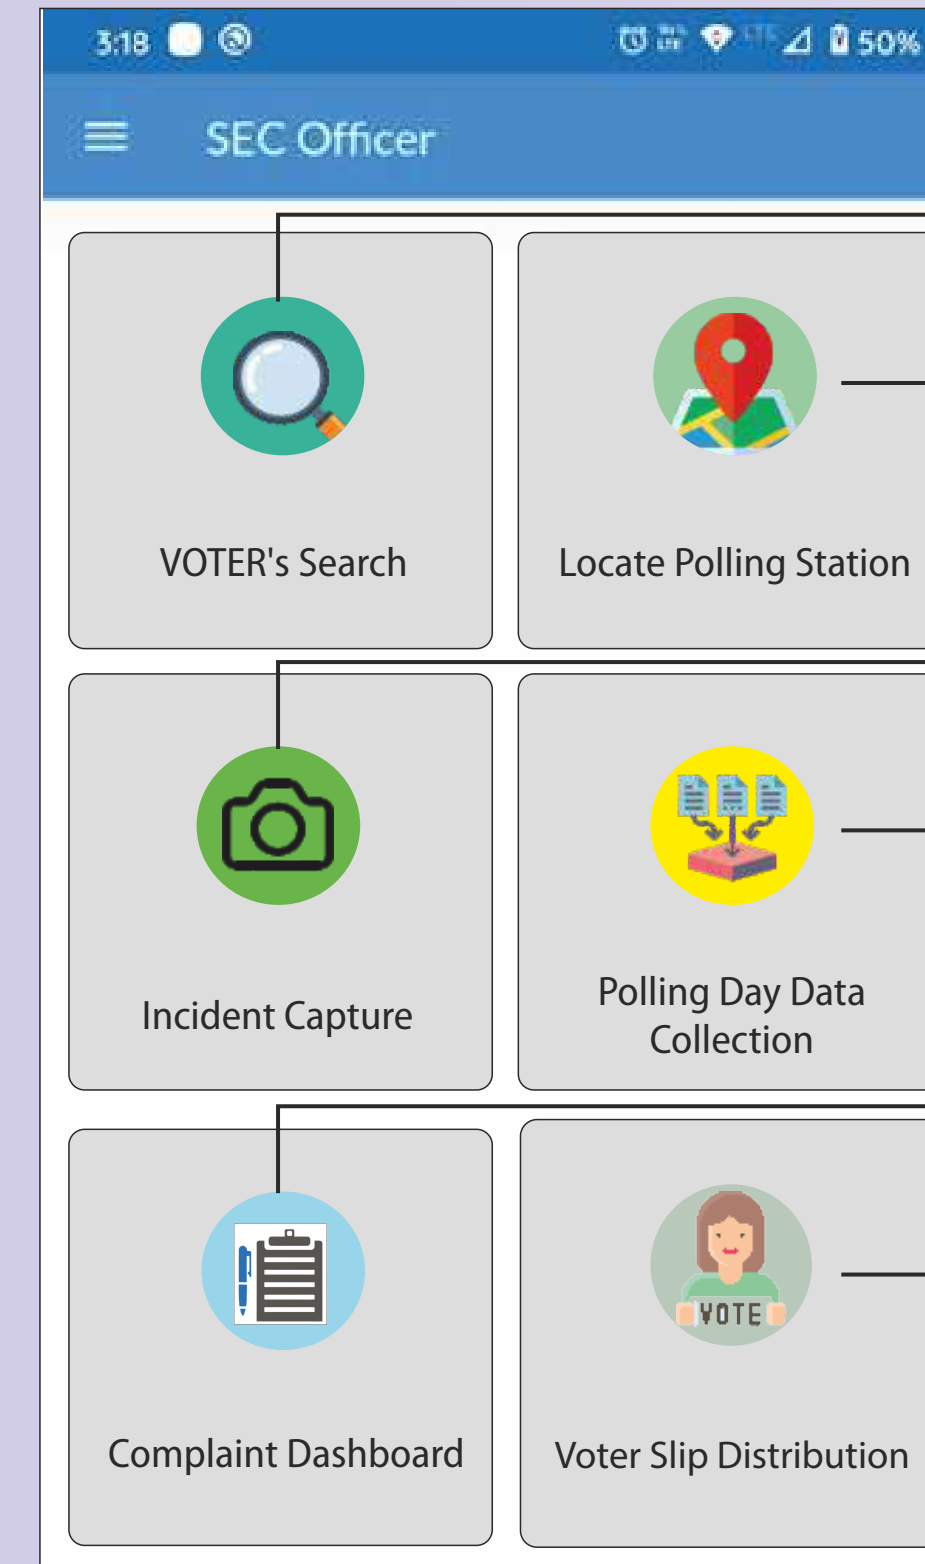 3:18
50%
SEC Officer
VOTER's Search
Locate Polling Station
Incident Capture
Polling Day Data
Collection
VOTE
Complaint Dashboard
Voter Slip Distribution